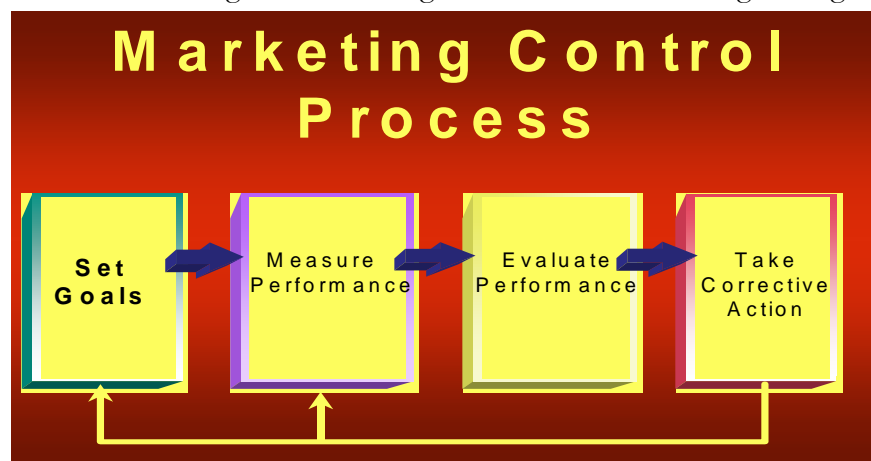 Marketing Control
Process
Set
Goals
Measure
Performance
Evaluate
Performance
Take
Corrective
Action